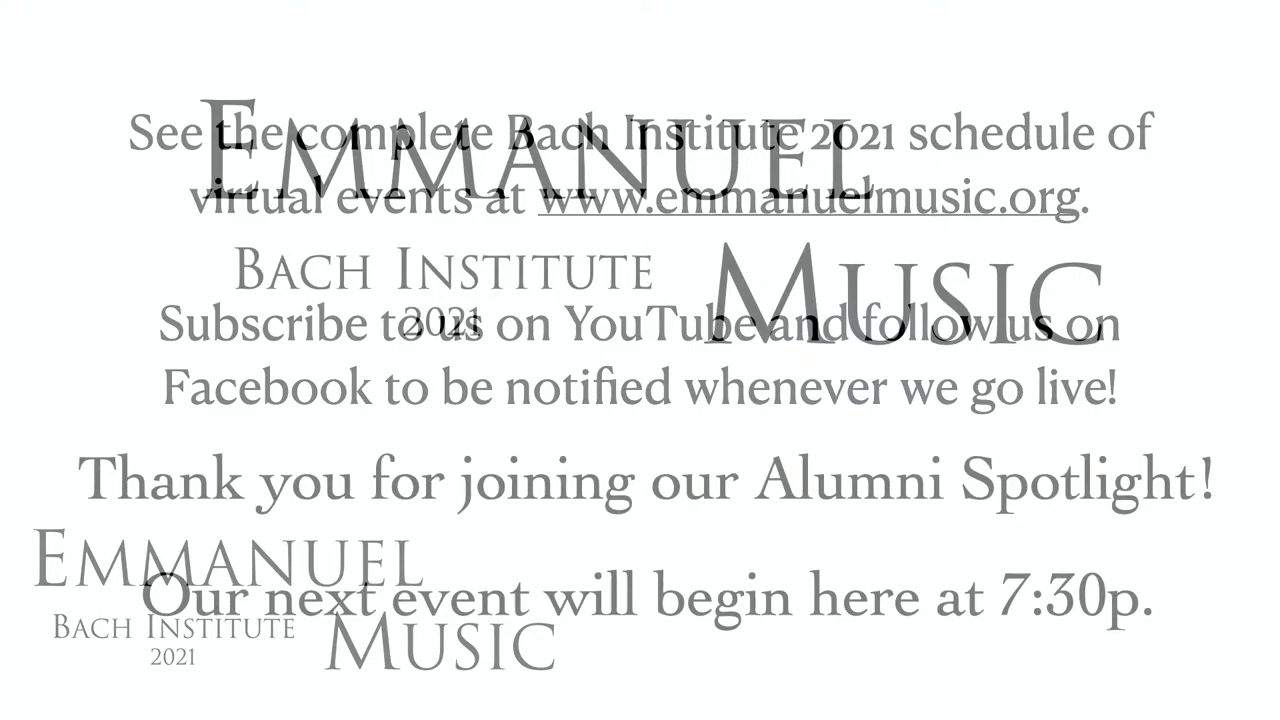 See the complete Bach Institute 2021 schedule of
virtual events at www.emmanuelmusic.org.
EMMANUEL
BACH INSTITUTE
2021
MUSIC
Subscribe to us on YouTube and follow us on
Facebook to be notified whenever we go live!
Thank you for joining our Alumni Spotlight!
Our next event will begin here at 7:30p.
EMMANUEL
BACH INSTITUTE
2021
MUSIC